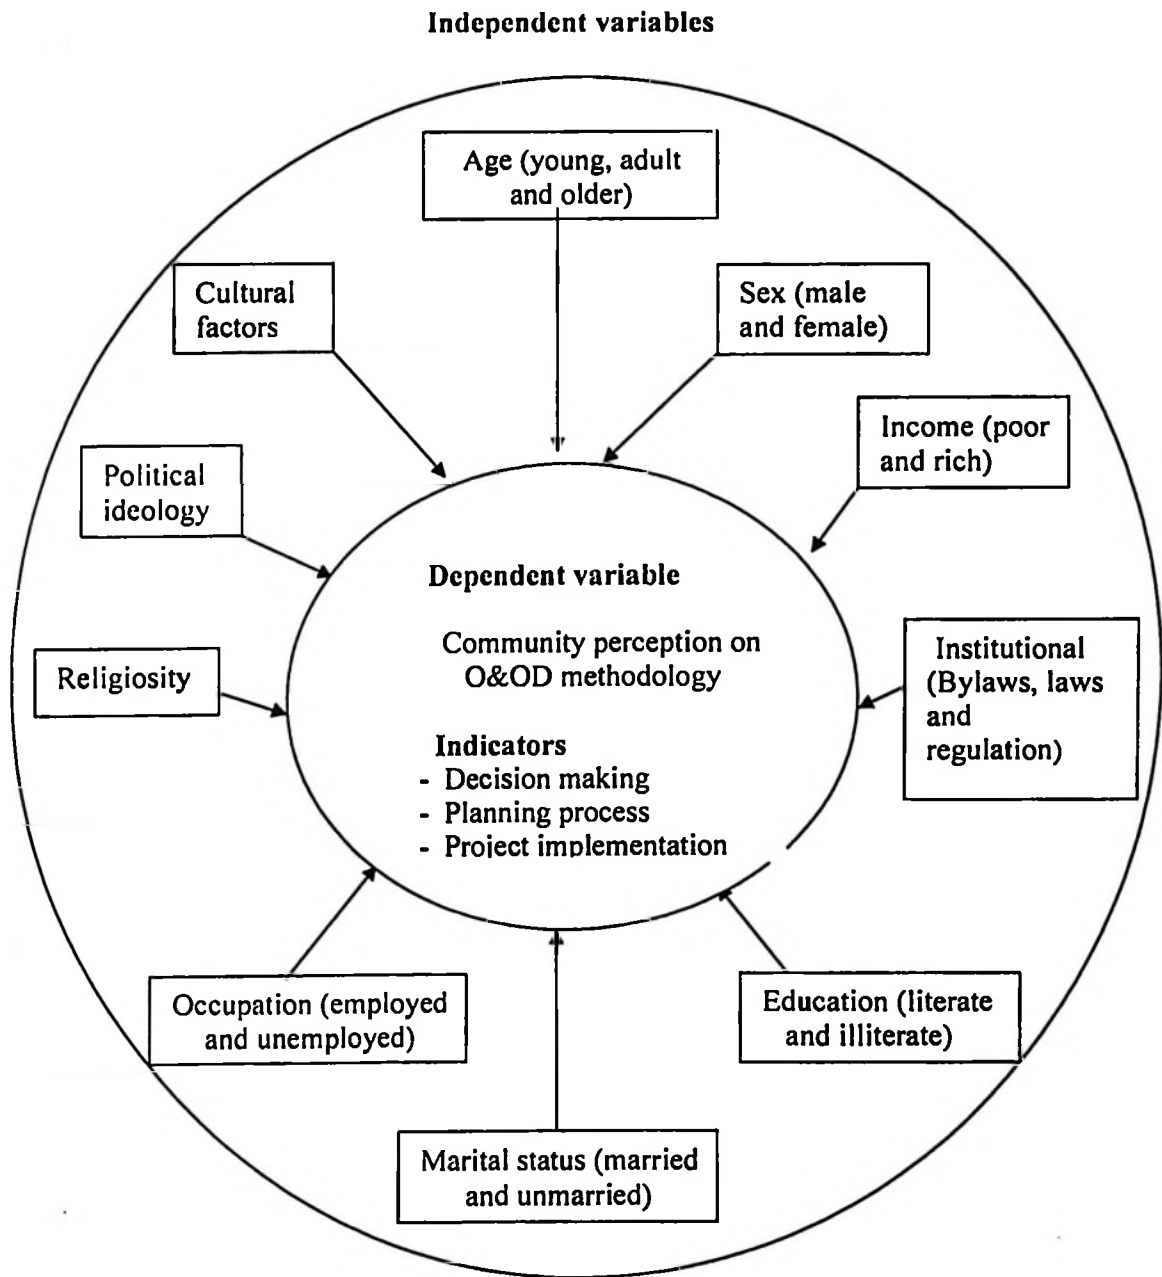 Independent variables
Age (young, adult
and older)
Cultural
factors
Sex (male
and female)
Income (poor
and rich)
Political
ideology
Dependent variable
Community perception on
O&OD methodology
Indicators
- Decision making
- Planning process
- Project implementation
Religiosity
Institutional
(Bylaws, laws
and
regulation)
Occupation (employed
and unemployed)
Education (literate
and illiterate)
Marital status (married
and unmarried)